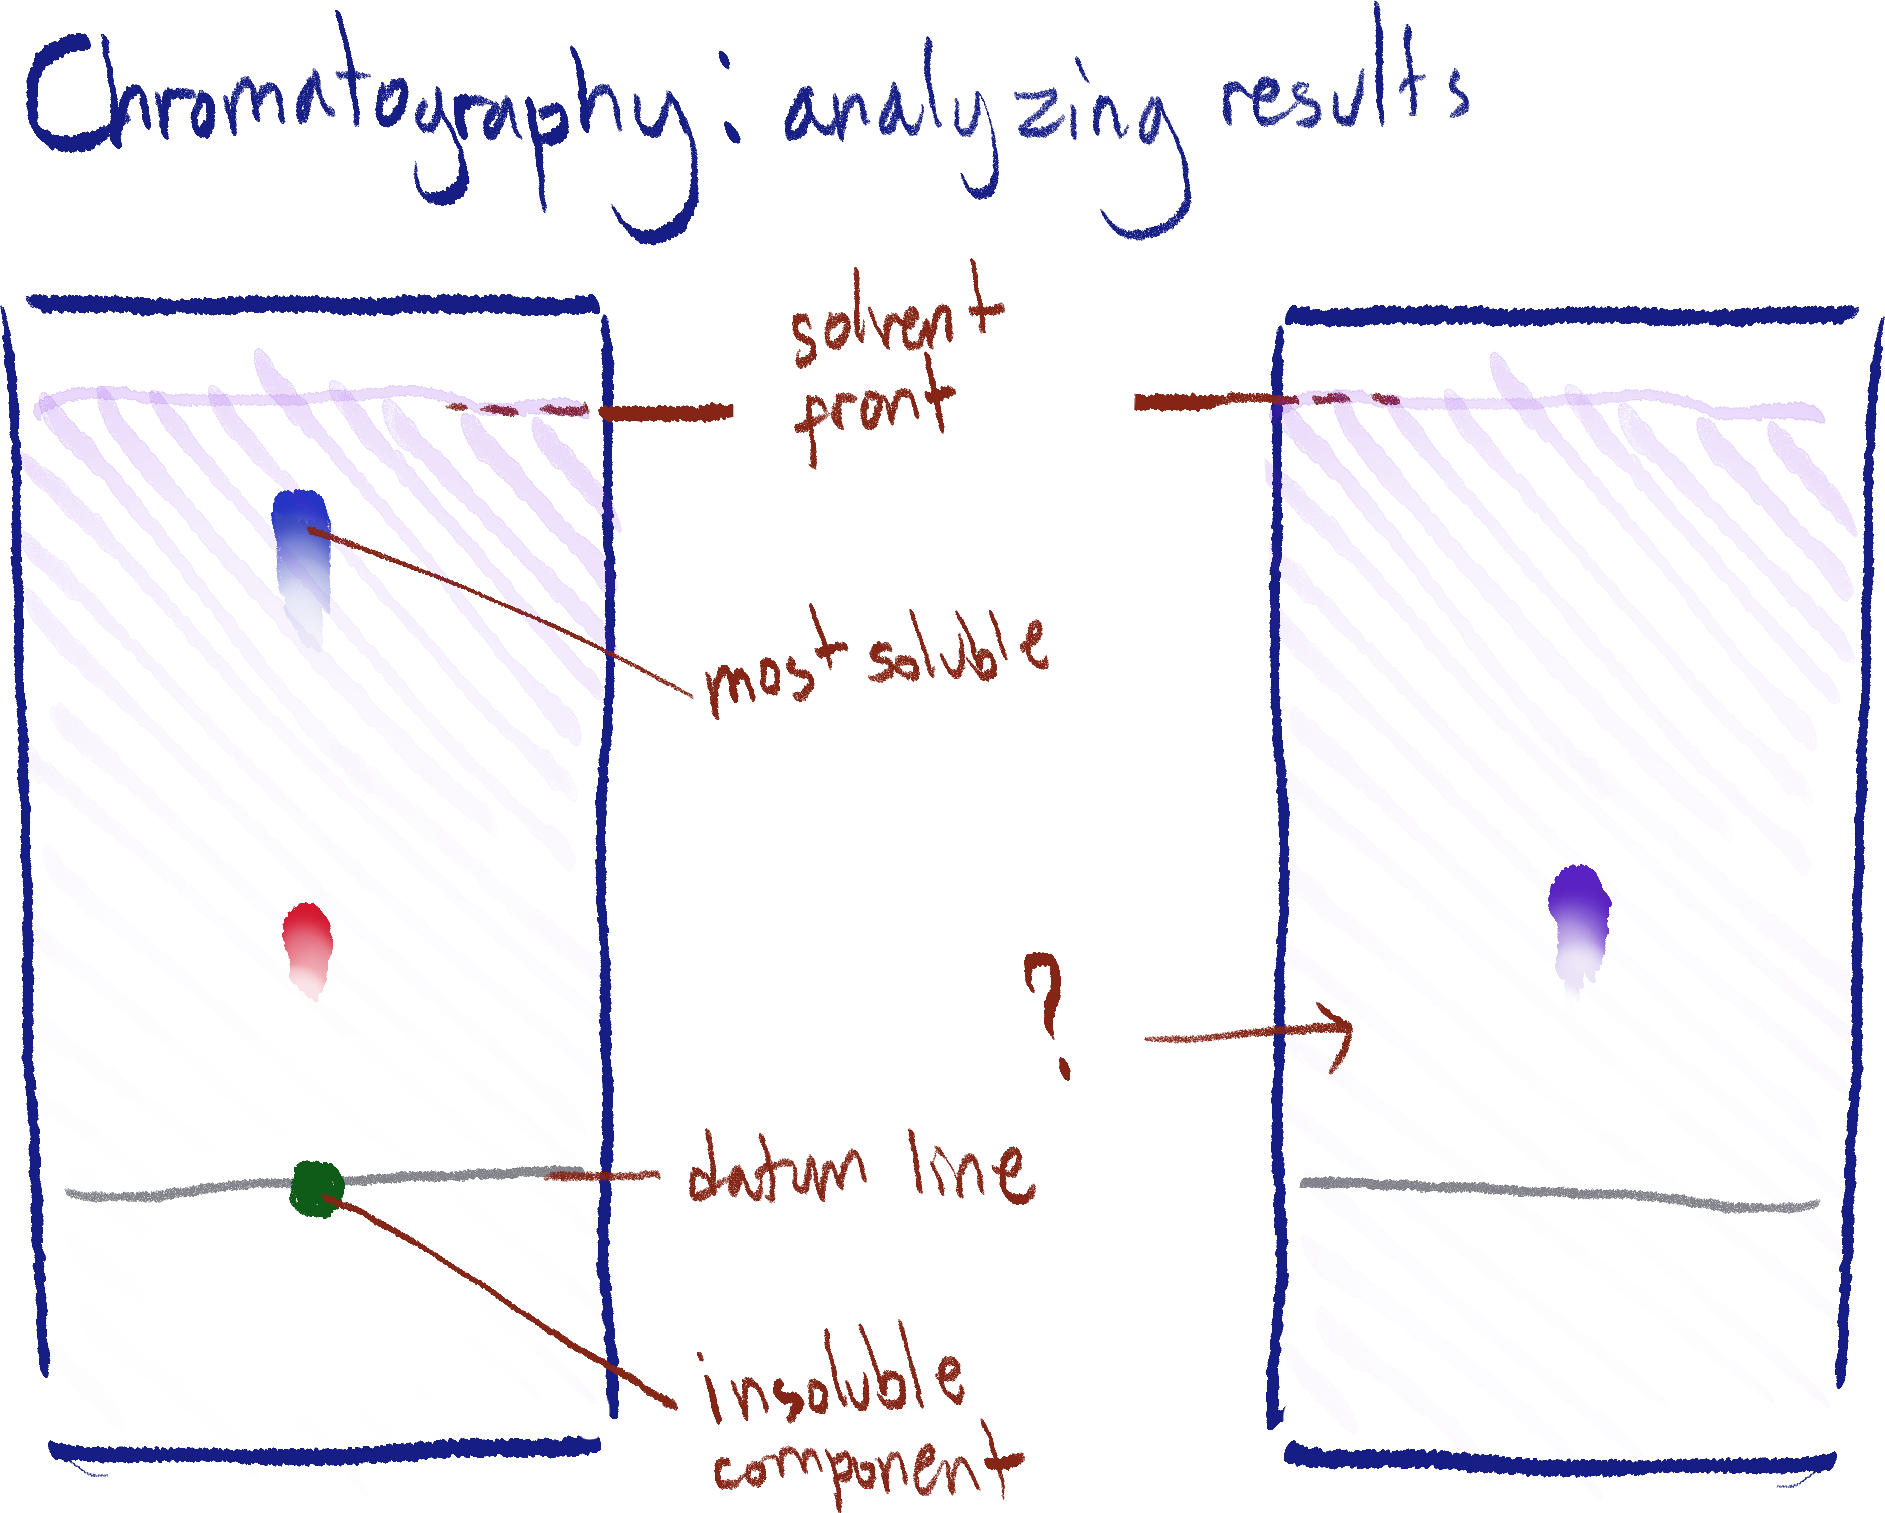 Chromatography: analyzing results
solvent
front
most soluble
?
datum line
insoluble
component